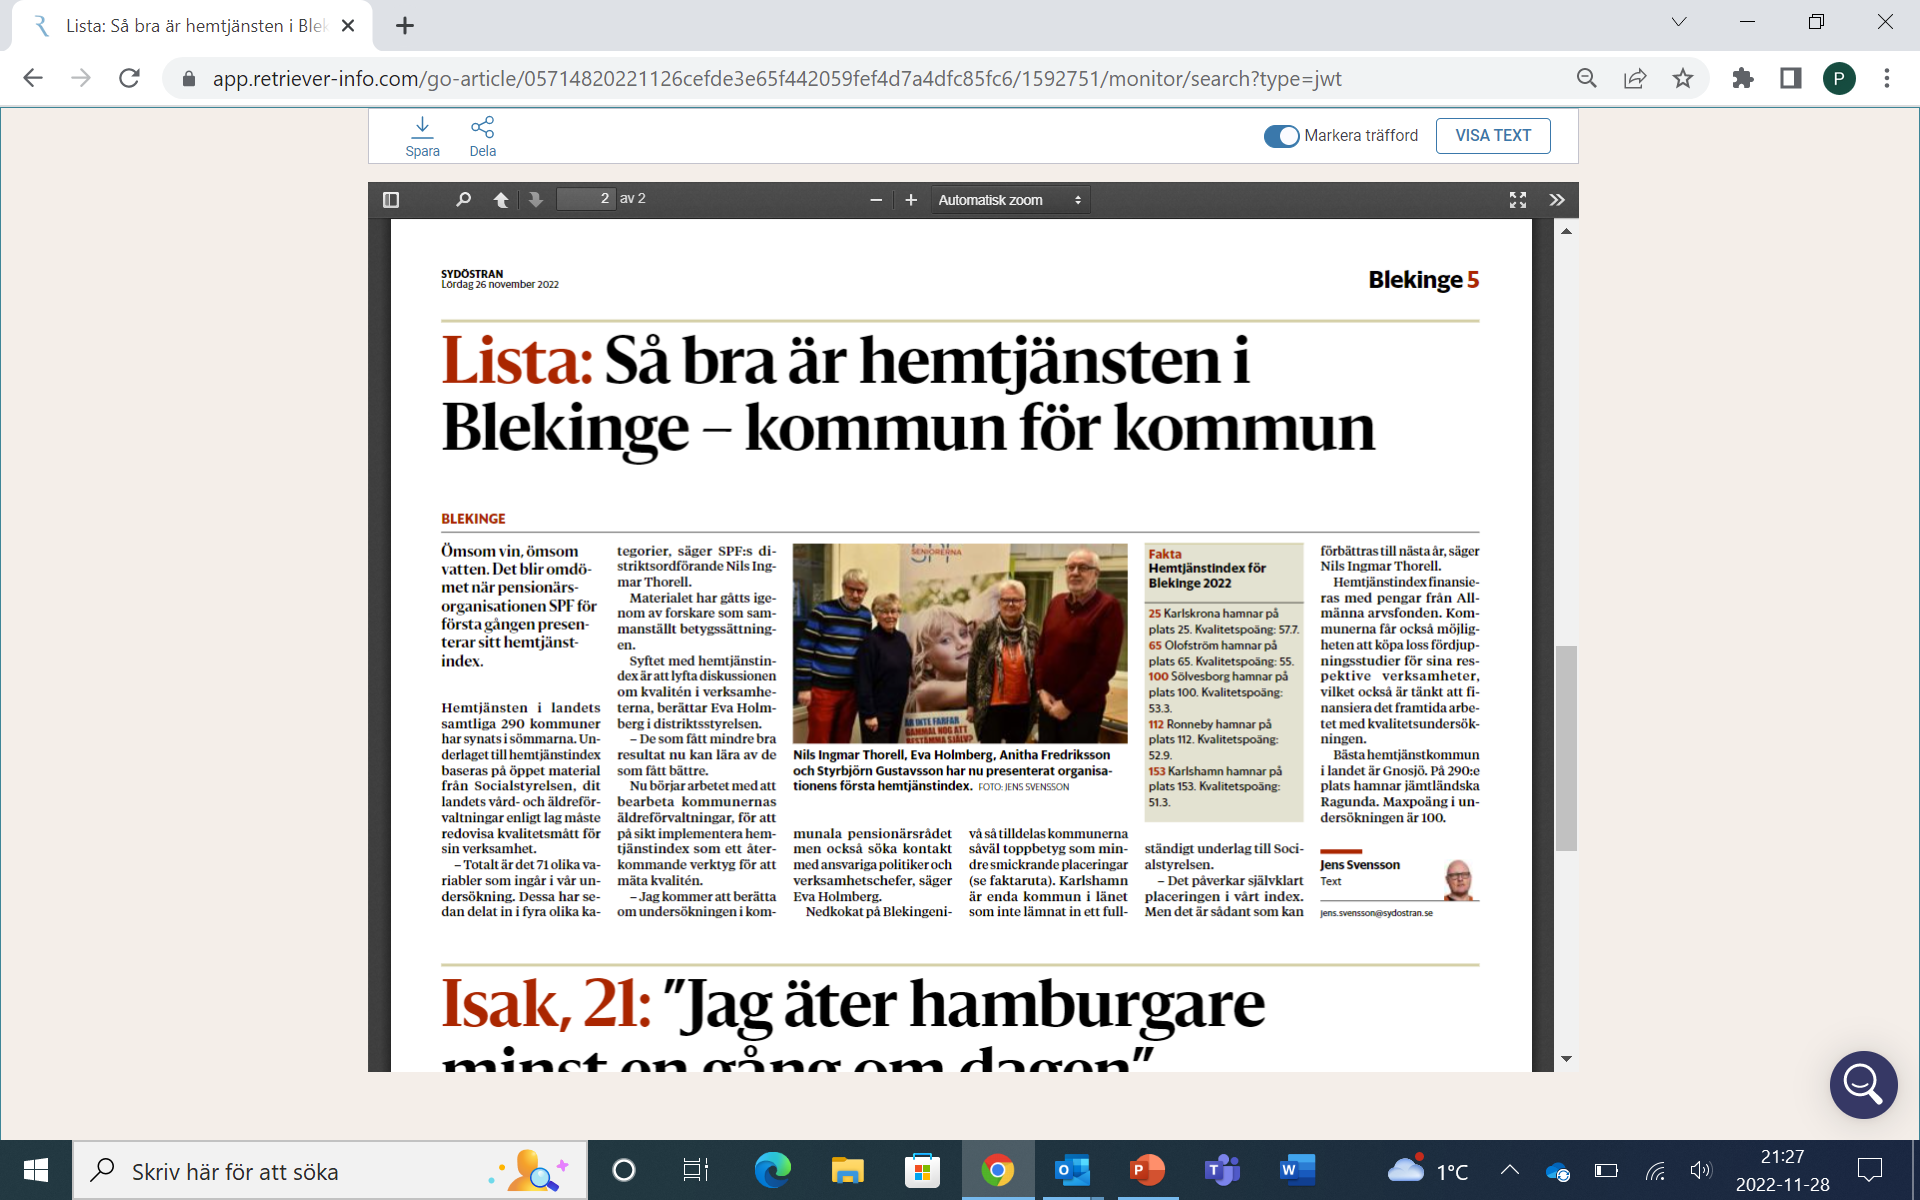 Lista: Så bra är hemtjänsten i Blek
app.retriever-info.com/go-article/05714820221126cefde3e65f442059fef4d7a4dfc85fc6/1592751/monitor/search?type=jwt
P
Spara
Dela
Markera träfford
VISA TEXT
2 av 2
Automatisk zoom
SYDÖSTRAN
Lördag 26 november 2022
Blekinge 5
Lista: Så bra är hemtjänsten i
Blekinge – kommun för kommun
BLEKINGE
Ömsom vin, ömsom
vatten. Det blir omdö-
met när pensionärs-
organisationen SPF för
första gången presen-
terar sitt hemtjänst-
index.
Hemtjänsten i landets
samtliga 290 kommuner
har synats i sömmarna. Un-
derlaget till hemtjänstindex
baseras på öppet material
från Socialstyrelsen, dit
landets vård- och äldreför-
valtningar enligt lag måste
redovisa kvalitetsmått för
sin verksamhet.
– Totalt är det 71 olika va-
riabler som ingår i vår un-
dersökning. Dessa har se-
dan delat in i fyra olika ka-
tegorier, säger SPF:s di-
striktsordförande Nils Ing-
mar Thorell.
Materialet har gåtts ige-
nom av forskare som sam-
manställt betygssättning-
en.
Syftet med hemtjänstin-
dex är att lyfta diskussionen
om kvalitén i verksamhe-
terna, berättar Eva Holm-
berg i distriktsstyrelsen.
– De som fått mindre bra
resultat nu kan lära av de
som fått bättre.
Nu börjar arbetet med att
bearbeta kommunernas
äldreförvaltningar, för att
på sikt implementera hem-
tjänstindex som ett åter-
kommande verktyg för att
mäta kvalitén.
– Jag kommer att berätta
om undersökningen i kom-
SENIORERNA
ÄR INTE FARFAR
GAMMAL NOG ATT
BESTÄMMA SJÄLV?
Nils Ingmar Thorell, Eva Holmberg, Anitha Fredriksson
och Styrbjörn Gustavsson har nu presenterat organisa-
tionens första hemtjänstindex. FOTO: JENS SVENSSON
munala pensionärsrådet
men också söka kontakt
med ansvariga politiker och
verksamhetschefer, säger
Eva Holmberg.
Nedkokat på Blekingeni-
vå så tilldelas kommunerna
såväl toppbetyg som min-
dre smickrande placeringar
(se faktaruta). Karlshamn
är enda kommun i länet
som inte lämnat in ett full-
Fakta
Hemtjänstindex för
Blekinge 2022
25 Karlskrona hamnar på
plats 25. Kvalitetspoäng: 57.7.
65 Olofström hamnar på
plats 65. Kvalitetspoäng: 55.
100 Sölvesborg hamnar på
plats 100. Kvalitetspoäng:
53.3.
112 Ronneby hamnar på
plats 112. Kvalitetspoäng:
52.9.
153 Karlshamn hamnar på
plats 153. Kvalitetspoäng:
51.3.
ständigt underlag till Soci-
alstyrelsen.
– Det påverkar självklart
placeringen i vårt index.
Men det är sådant som kan
förbättras till nästa år, säger
Nils Ingmar Thorell.
Hemtjänstindex finansie-
ras med pengar från All-
männa arvsfonden. Kom-
munerna får också möjlig-
heten att köpa loss fördjup-
ningsstudier för sina res-
pektive verksamheter,
vilket också är tänkt att fi-
nansiera det framtida arbe-
tet med kvalitetsundersök-
ningen.
Bästa hemtjänstkommun
i landet är Gnosjö. På 290:e
plats hamnar jämtländska
Ragunda. Maxpoäng i un-
dersökningen är 100.
Jens Svensson
Text
jens.svensson@sydostran.se
Isak, 21: ”Jag äter hamburgare
minst en gång om dagen”
Skriv här för att söka
1°C
21:27
2022-11-28